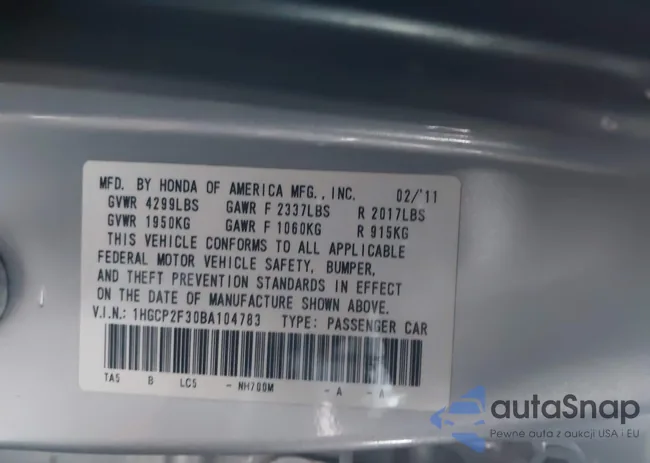 MFD. BY HONDA OF AMERICA MFG., INC. 02/'11
GVWR 4299LBS GAWR F 2337LBS R 2017LBS
GVWR 1950KG GAWR F 1060KG R 915KG
THIS VEHICLE CONFORMS TO ALL APPLICABLE
FEDERAL MOTOR VEHICLE SAFETY, BUMPER,
AND THEFT PREVENTION STANDARDS IN EFFECT
ON THE DATE OF MANUFACTURE SHOWN ABOVE.
V.I.N.: 1HGCP2F30BA104783 TYPE: PASSENGER CAR
TA5 B LC5 - NH700M - A - A
autaSnap
Pewne auta z aukcji USA i EU